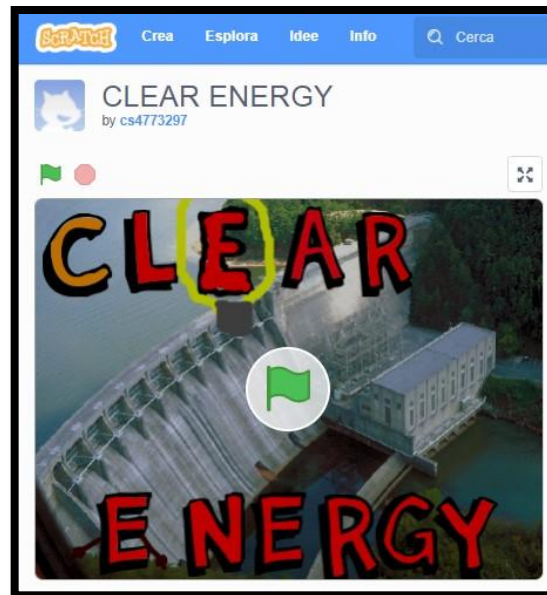 SCRATCH Crea Esplora Idee Info Cerca
CLEAR ENERGY
by cs4773297
CLEAR
ENERGY